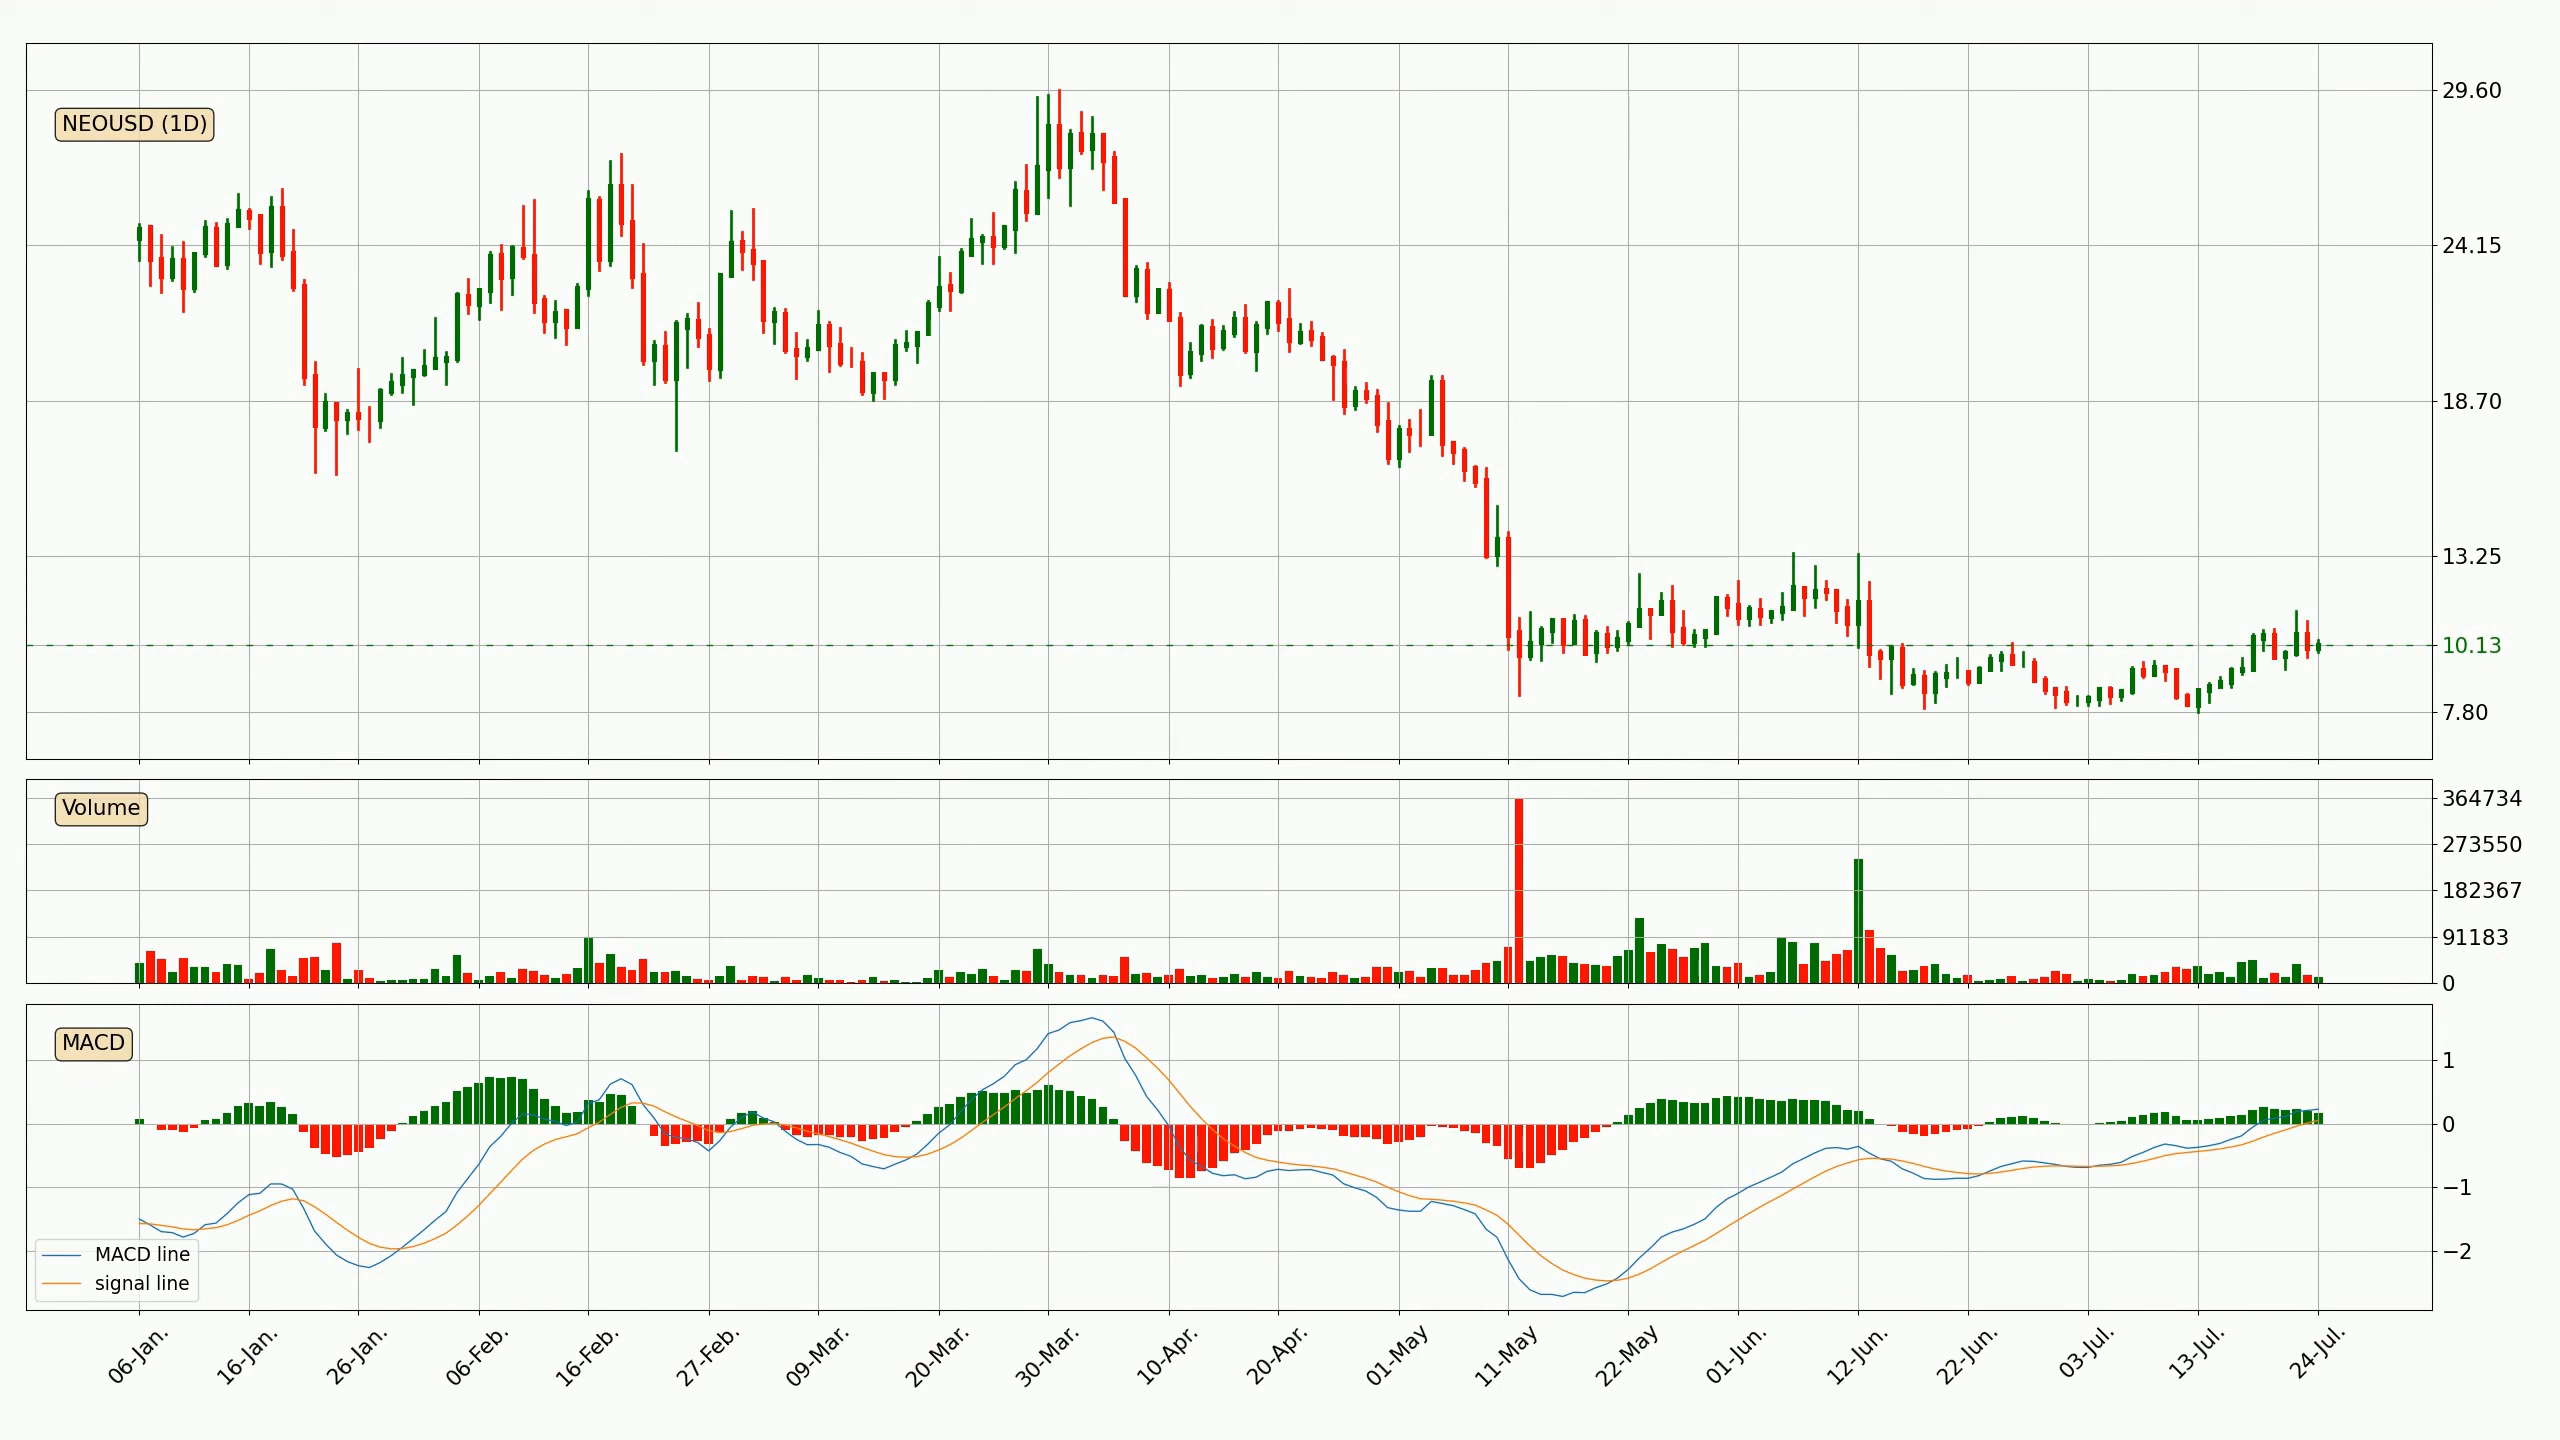 NEOUSD (1D)
29.60
24.15
18.70
13.25
10.13
7.80
Volume
364734
273550
182367
91183
0
MACD
1
0
−1
−2
MACD line
signal line
06-Jan.
16-Jan.
26-Jan.
06-Feb.
16-Feb.
27-Feb.
09-Mar.
20-Mar.
30-Mar.
10-Apr.
20-Apr.
01-May
11-May
22-May
01-Jun.
12-Jun.
22-Jun.
03-Jul.
13-Jul.
24-Jul.